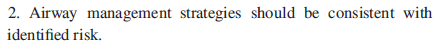 2. Airway management strategies should be consistent with
identified risk.